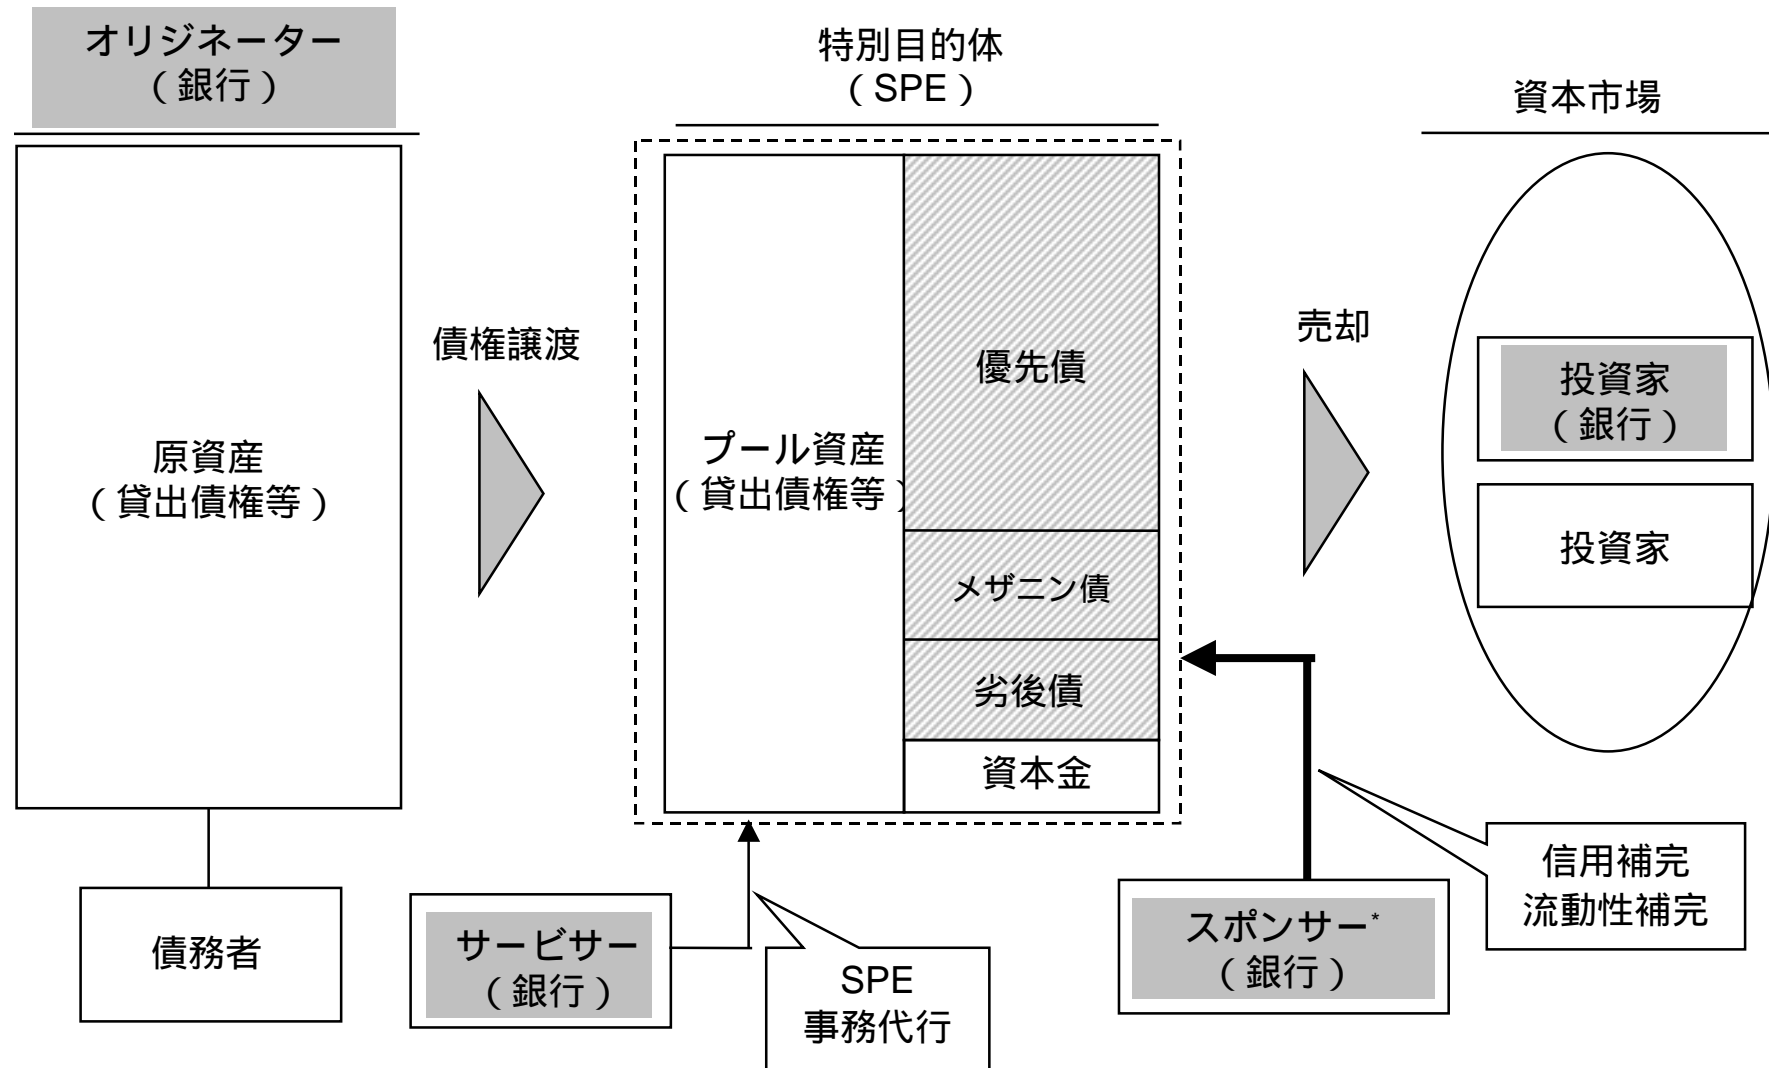 オリジネーター
（銀行）
特別目的体
（SPE）
資本市場
原資産
（貸出債権等）
債権譲渡
プール資産
（貸出債権等）
優先債
メザニン債
劣後債
資本金
売却
投資家
（銀行）
投資家
債務者
サービサー
（銀行）
SPE
事務代行
スポンサー*
（銀行）
信用補完
流動性補完